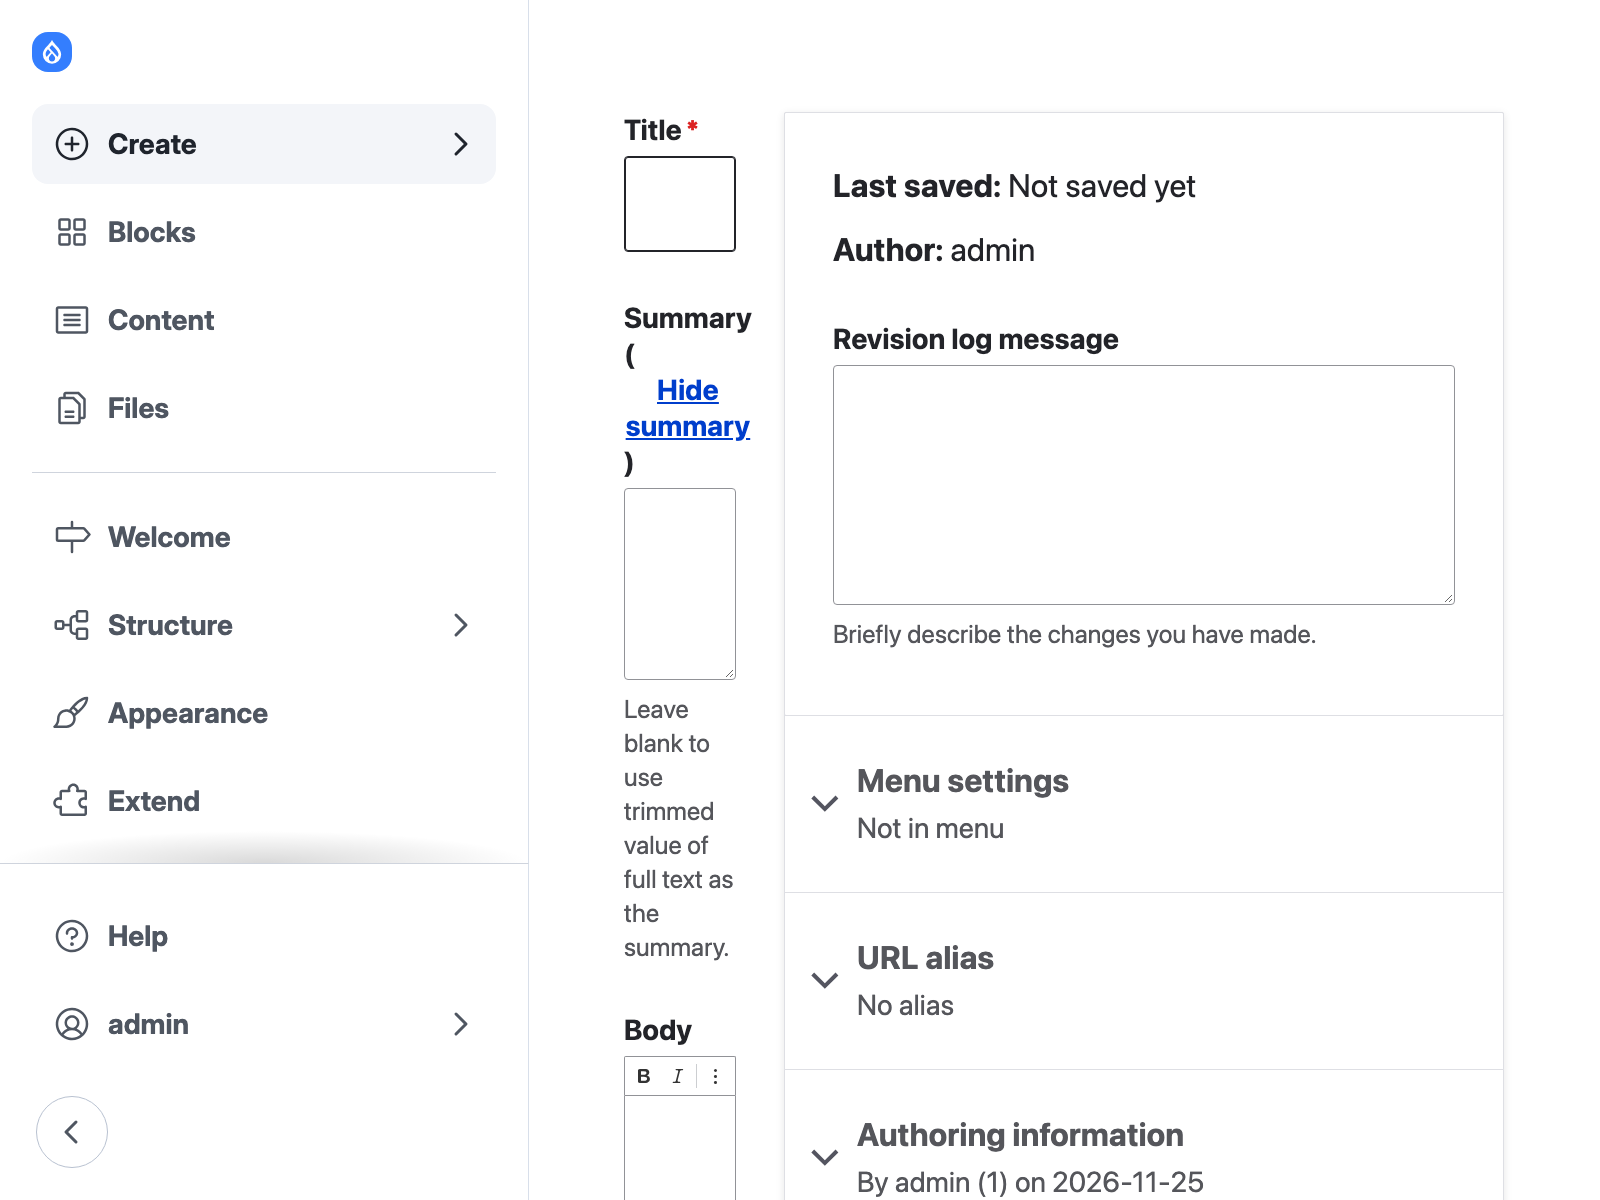 Create
Blocks
Content
Files
Welcome
Structure
Appearance
Extend
Help
admin
Title *
Summary
(
Hide
summary
)
Leave
blank to
use
trimmed
value of
full text as
the
summary.
Body
B I
Last saved: Not saved yet
Author: admin
Revision log message
Briefly describe the changes you have made.
Menu settings
Not in menu
URL alias
No alias
Authoring information
By admin (1) on 2026-11-25